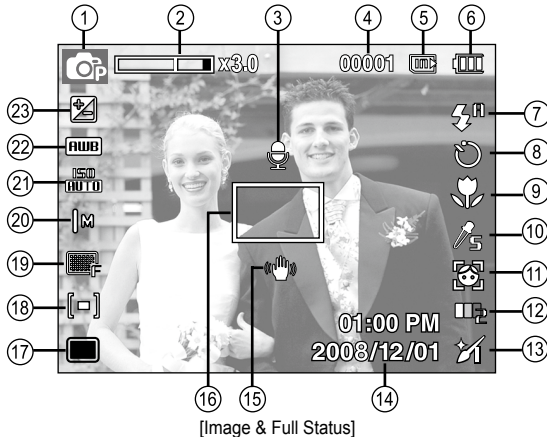 ① ② ③ ④ ⑤ ⑥
P x3.0 00001 IN
㉓ ⑦ A
㉒ AWB ⑧
㉑ ISO AUTO ⑨
⑳ M ⑩ S
⑲ F ⑪
⑱ ⑫ 2
⑰ 01:00 PM ⑬
2008/12/01
⑯ ⑮ ⑭
[Image & Full Status]